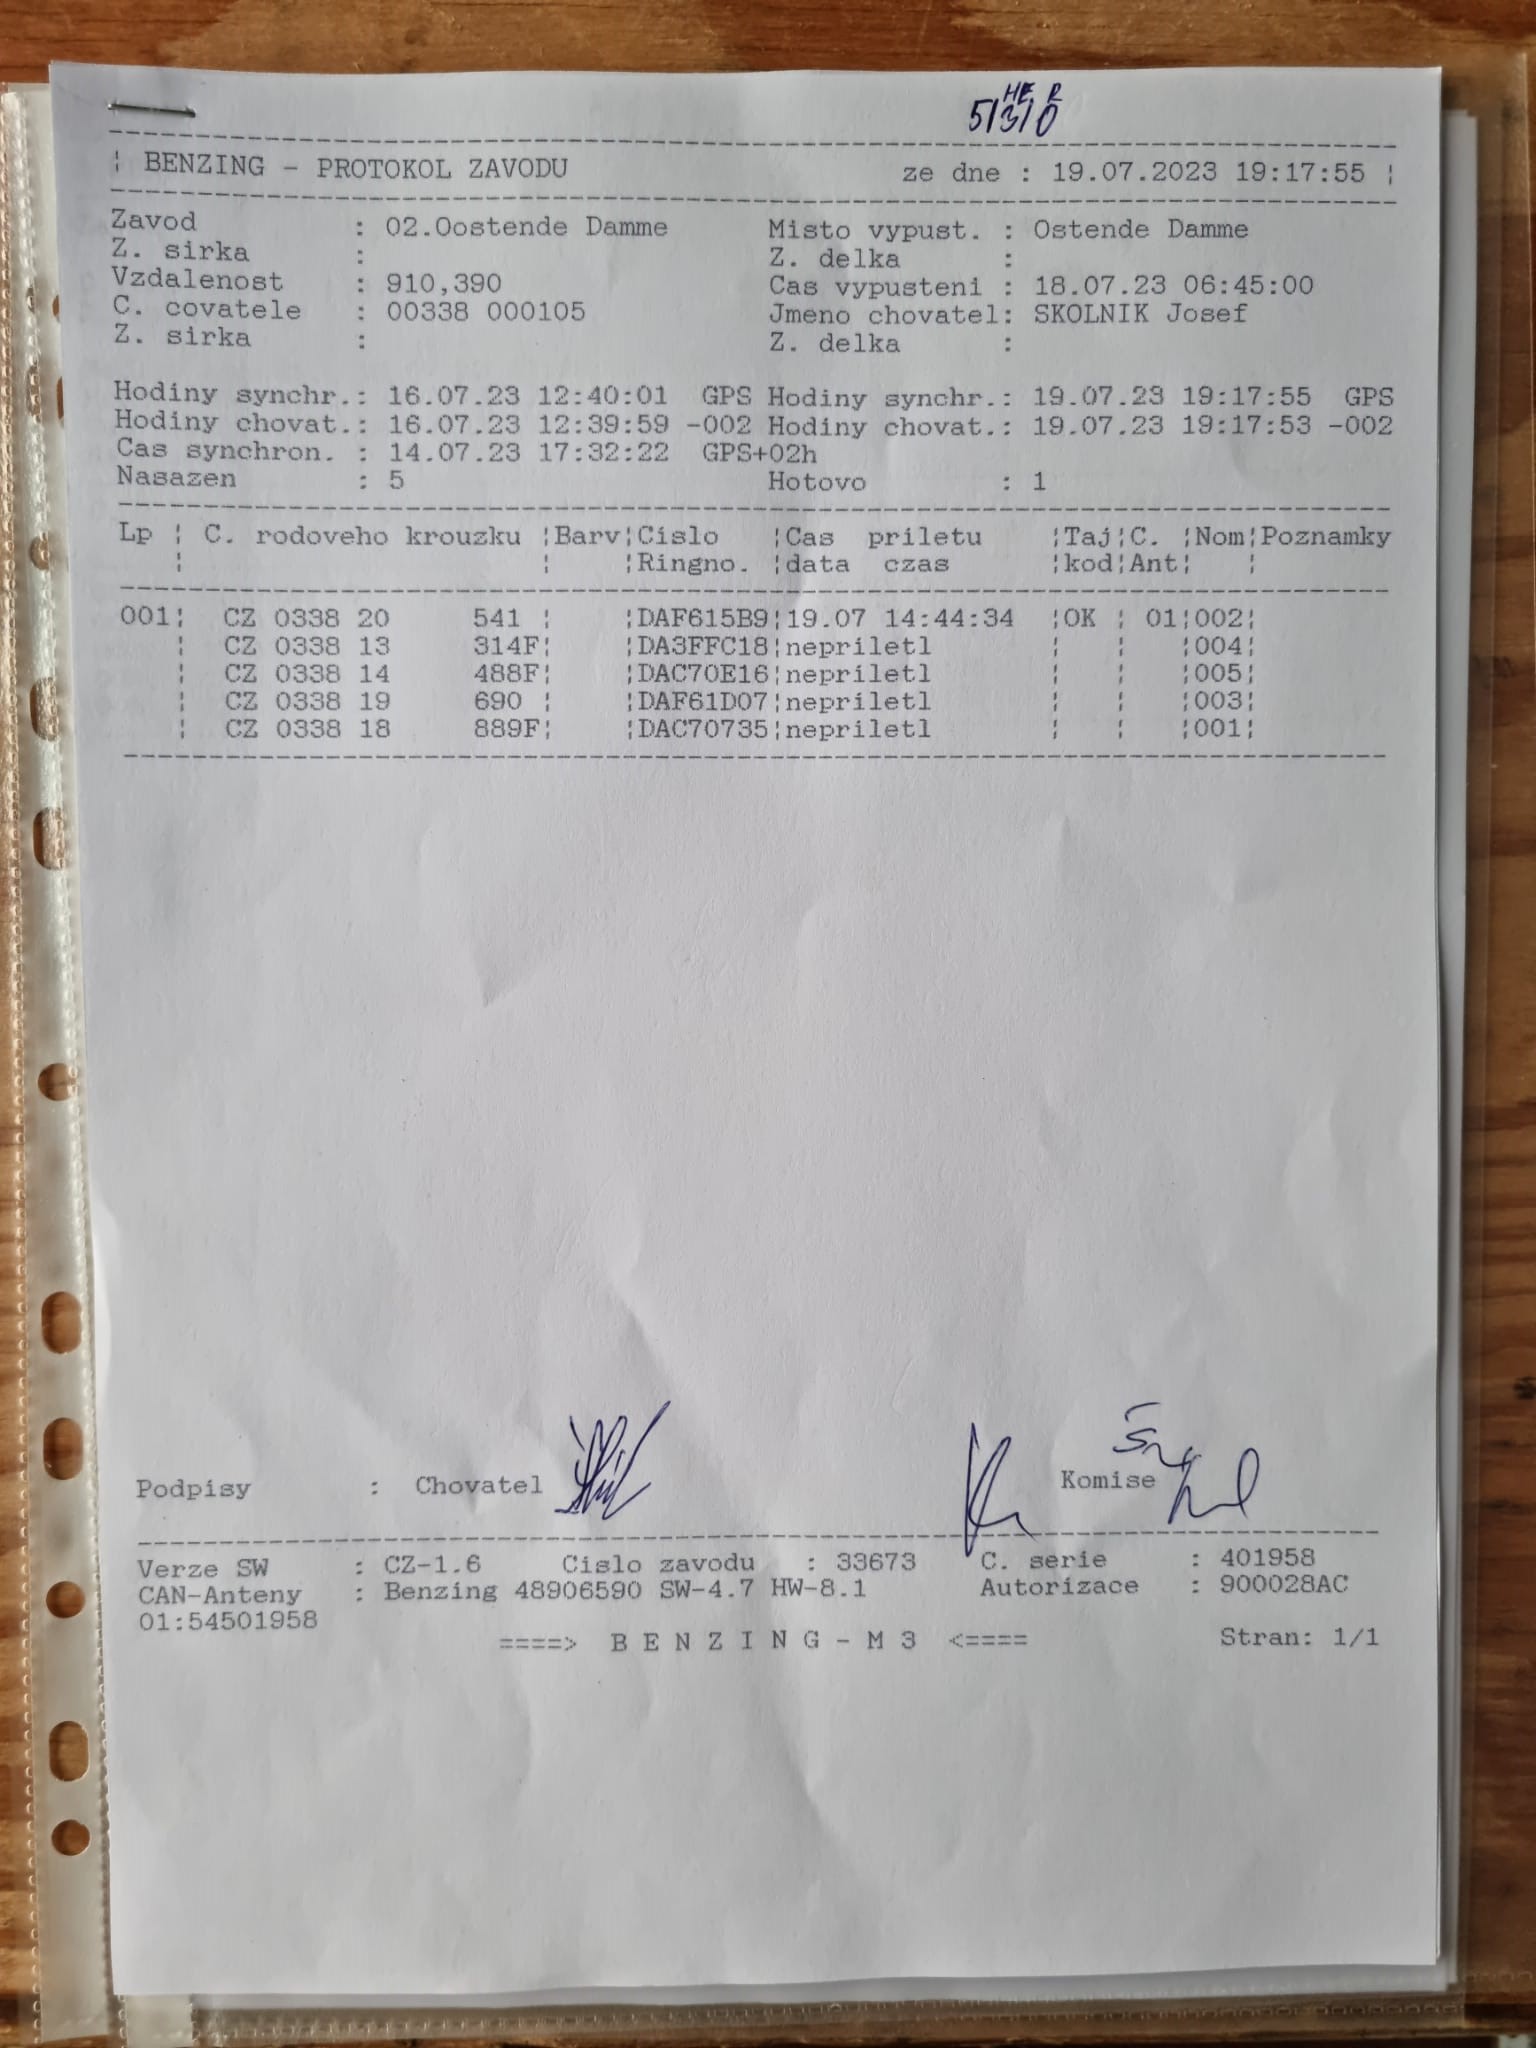 HE R
5/3/0
BENZING - PROTOKOL ZAVODU ze dne : 19.07.2023 19:17:55
Zavod : 02.Oostende Damme Misto vypust. : Ostende Damme
Z. sirka : Z. delka :
Vzdalenost : 910,390 Cas vypusteni : 18.07.23 06:45:00
C. covatele : 00338 000105 Jmeno chovatel: SKOLNIK Josef
Z. sirka : Z. delka :
Hodiny synchr.: 16.07.23 12:40:01 GPS Hodiny synchr.: 19.07.23 19:17:55 GPS
Hodiny chovat.: 16.07.23 12:39:59 -002 Hodiny chovat.: 19.07.23 19:17:53 -002
Cas synchron. : 14.07.23 17:32:22 GPS+02h
Nasazen : 5 Hotovo : 1
Lp ¦ C. rodoveho krouzku ¦Barv¦Cislo ¦Cas priletu ¦Taj¦C. ¦Nom¦Poznamky
¦ ¦ ¦Ringno. ¦data czas ¦kod¦Ant¦ ¦
001¦ CZ 0338 20 541 ¦ ¦DAF615B9¦19.07 14:44:34 ¦OK ¦ 01¦002¦
¦ CZ 0338 13 314F¦ ¦DA3FFC18¦nepriletl ¦ ¦ ¦004¦
¦ CZ 0338 14 488F¦ ¦DAC70E16¦nepriletl ¦ ¦ ¦005¦
¦ CZ 0338 19 690 ¦ ¦DAF61D07¦nepriletl ¦ ¦ ¦003¦
¦ CZ 0338 18 889F¦ ¦DAC70735¦nepriletl ¦ ¦ ¦001¦
Podpisy : Chovatel Komise
Verze SW : CZ-1.6 Cislo zavodu : 33673 C. serie : 401958
CAN-Anteny : Benzing 48906590 SW-4.7 HW-8.1 Autorizace : 900028AC
01:54501958
====> B E N Z I N G - M 3 <==== Stran: 1/1